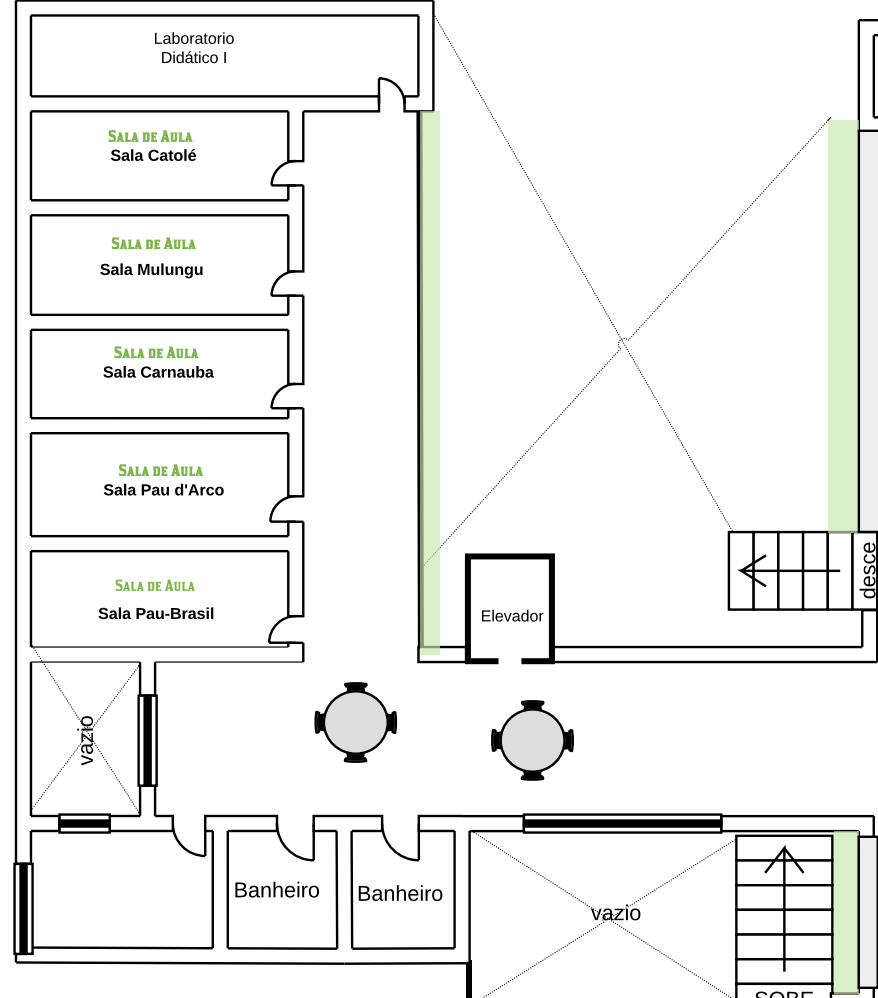 Laboratorio
Didático I
Sala de Aula
Sala Catolé
Sala de Aula
Sala Mulungu
Sala de Aula
Sala Carnauba
Sala de Aula
Sala Pau d'Arco
Sala de Aula
Sala Pau-Brasil
desce
Elevador
vazio
Banheiro
Banheiro
vazio
SOBE